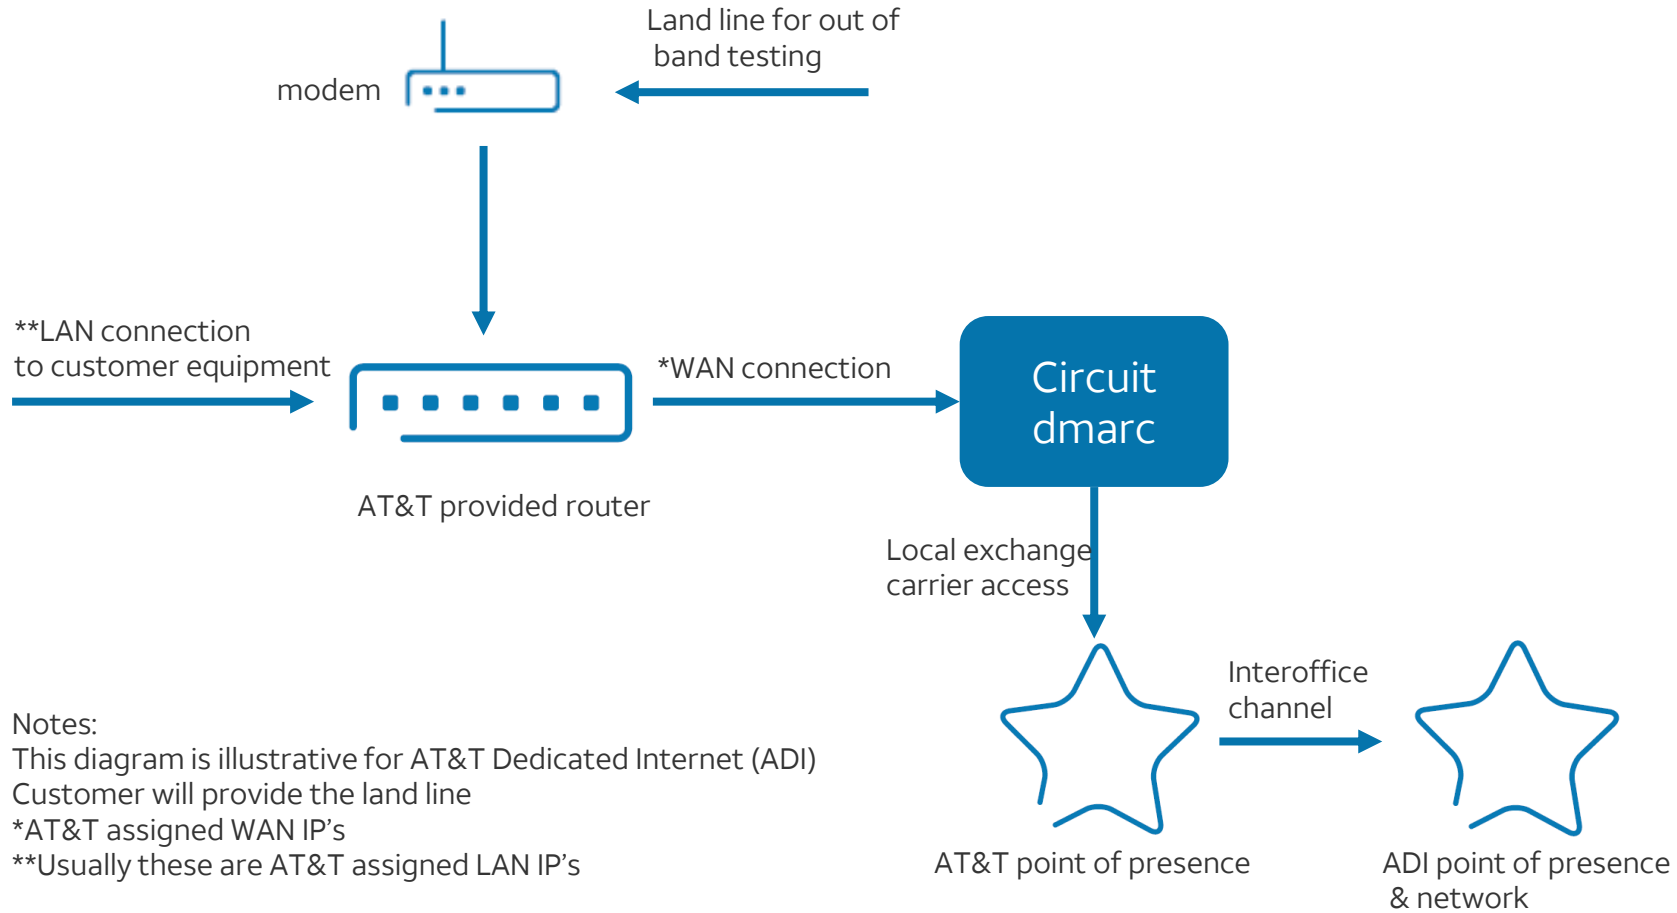 Land line for out of
band testing
modem
**LAN connection
to customer equipment
*WAN connection
Circuit
dmarc
AT&T provided router
Local exchange
carrier access
Interoffice
channel
Notes:
This diagram is illustrative for AT&T Dedicated Internet (ADI)
Customer will provide the land line
*AT&T assigned WAN IP’s
**Usually these are AT&T assigned LAN IP’s
AT&T point of presence
ADI point of presence
& network